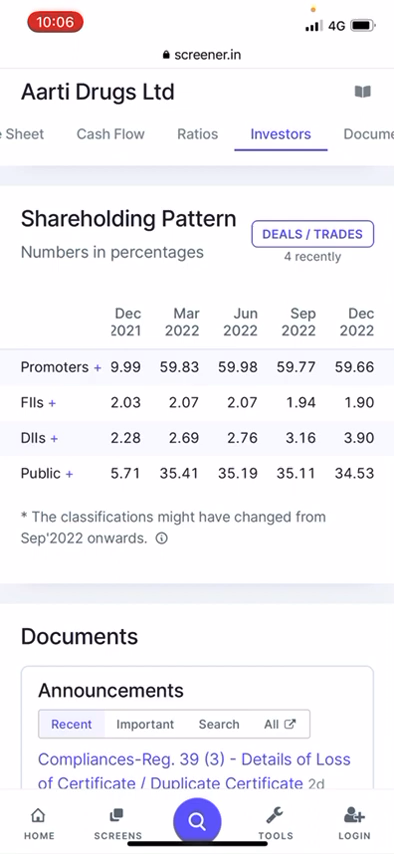 10:06
4G
screener.in
Aarti Drugs Ltd
Sheet Cash Flow Ratios Investors Docume
Shareholding Pattern
DEALS / TRADES
Numbers in percentages
4 recently
Dec Mar Jun Sep Dec
2021 2022 2022 2022 2022
Promoters + 9.99 59.83 59.98 59.77 59.66
FIIs + 2.03 2.07 2.07 1.94 1.90
DIIs + 2.28 2.69 2.76 3.16 3.90
Public + 5.71 35.41 35.19 35.11 34.53
* The classifications might have changed from
Sep'2022 onwards.
Documents
Announcements
Recent Important Search All
Compliances-Reg. 39 (3) - Details of Loss
of Certificate / Duplicate Certificate 2d
HOME SCREENS TOOLS LOGIN